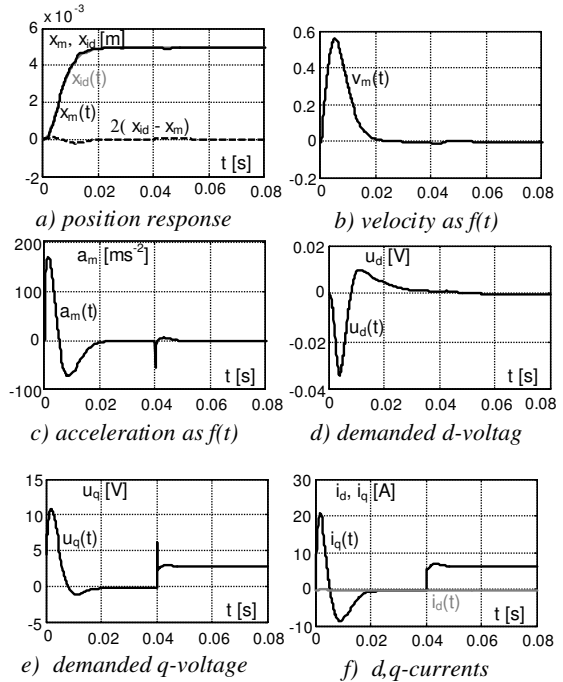 x 10⁻³
6
x_m, x_id [m]
4
x_id(t)
2
x_m(t)
2( x_id - x_m)
0
t [s]
-2
0 0.02 0.04 0.06 0.08
a) position response
0.6
v_m(t)
0.4
0.2
0
t [s]
-0.2
0 0.02 0.04 0.06 0.08
b) velocity as f(t)
200
a_m [ms⁻²]
100
a_m(t)
0
t [s]
-100
0 0.02 0.04 0.06 0.08
c) acceleration as f(t)
0.02
u_d [V]
0
-0.02
u_d(t)
t [s]
-0.04
0 0.02 0.04 0.06 0.08
d) demanded d-voltag
15
u_q [V]
10
u_q(t)
5
0
t [s]
-5
0 0.02 0.04 0.06 0.08
e) demanded q-voltage
30
i_d, i_q [A]
20
i_q(t)
10
0
i_d(t)
t [s]
-10
0 0.02 0.04 0.06 0.08
f) d,q-currents